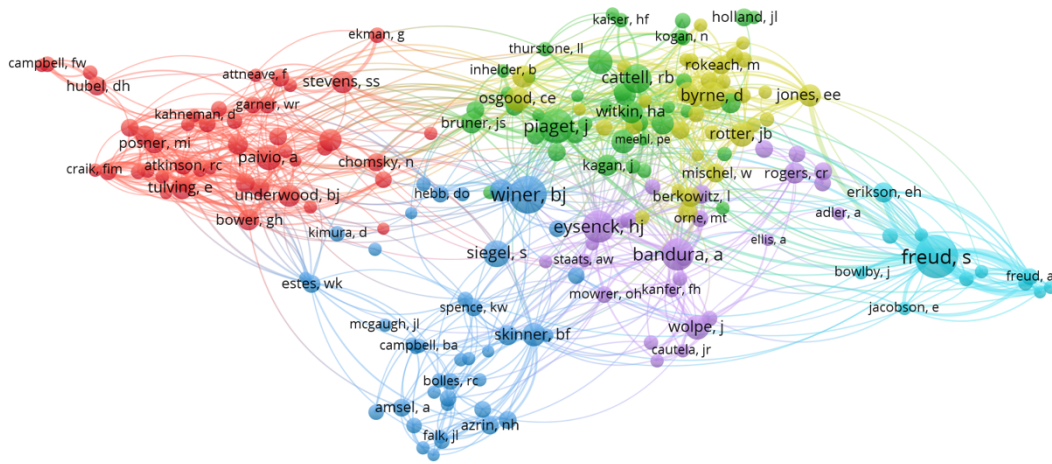 kaiser, hf
holland, jl
ekman, g
kogan, n
thurstone, ll
rokeach, m
campbell, fw
attneave, f
inhelder, b
cattell, rb
hubel, dh
stevens, ss
osgood, ce
byrne, d
jones, ee
garner, wr
witkin, ha
kahneman, d
bruner, js
piaget, j
rotter, jb
posner, mi
meehl, pe
craik, fim
atkinson, rc
paivio, a
chomsky, n
kagan, j
mischel, w
rogers, cr
tulving, e
underwood, bj
hebb, do
winer, bj
berkowitz, l
erikson, eh
bower, gh
orne, mt
adler, a
kimura, d
eysenck, hj
ellis, a
siegel, s
staats, aw
bandura, a
freud, s
bowlby, j
freud, a
estes, wk
mowrer, oh
kanfer, fh
spence, kw
jacobson, e
mcgaugh, jl
skinner, bf
wolpe, j
campbell, ba
cautela, jr
bolles, rc
amsel, a
azrin, nh
falk, jl